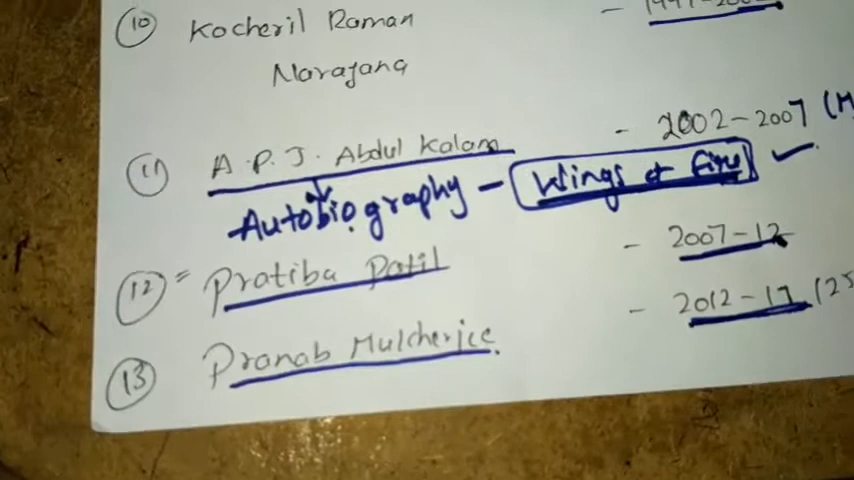 (10) Kocheril Raman -
Narayana
(11) A.P.J. Abdul Kalam - 2002-2007
Autobiography - Wings of Fire ✓
(12) = Pratiba Patil - 2007-12
(13) Pranab Mukherjee - 2012-17 (25